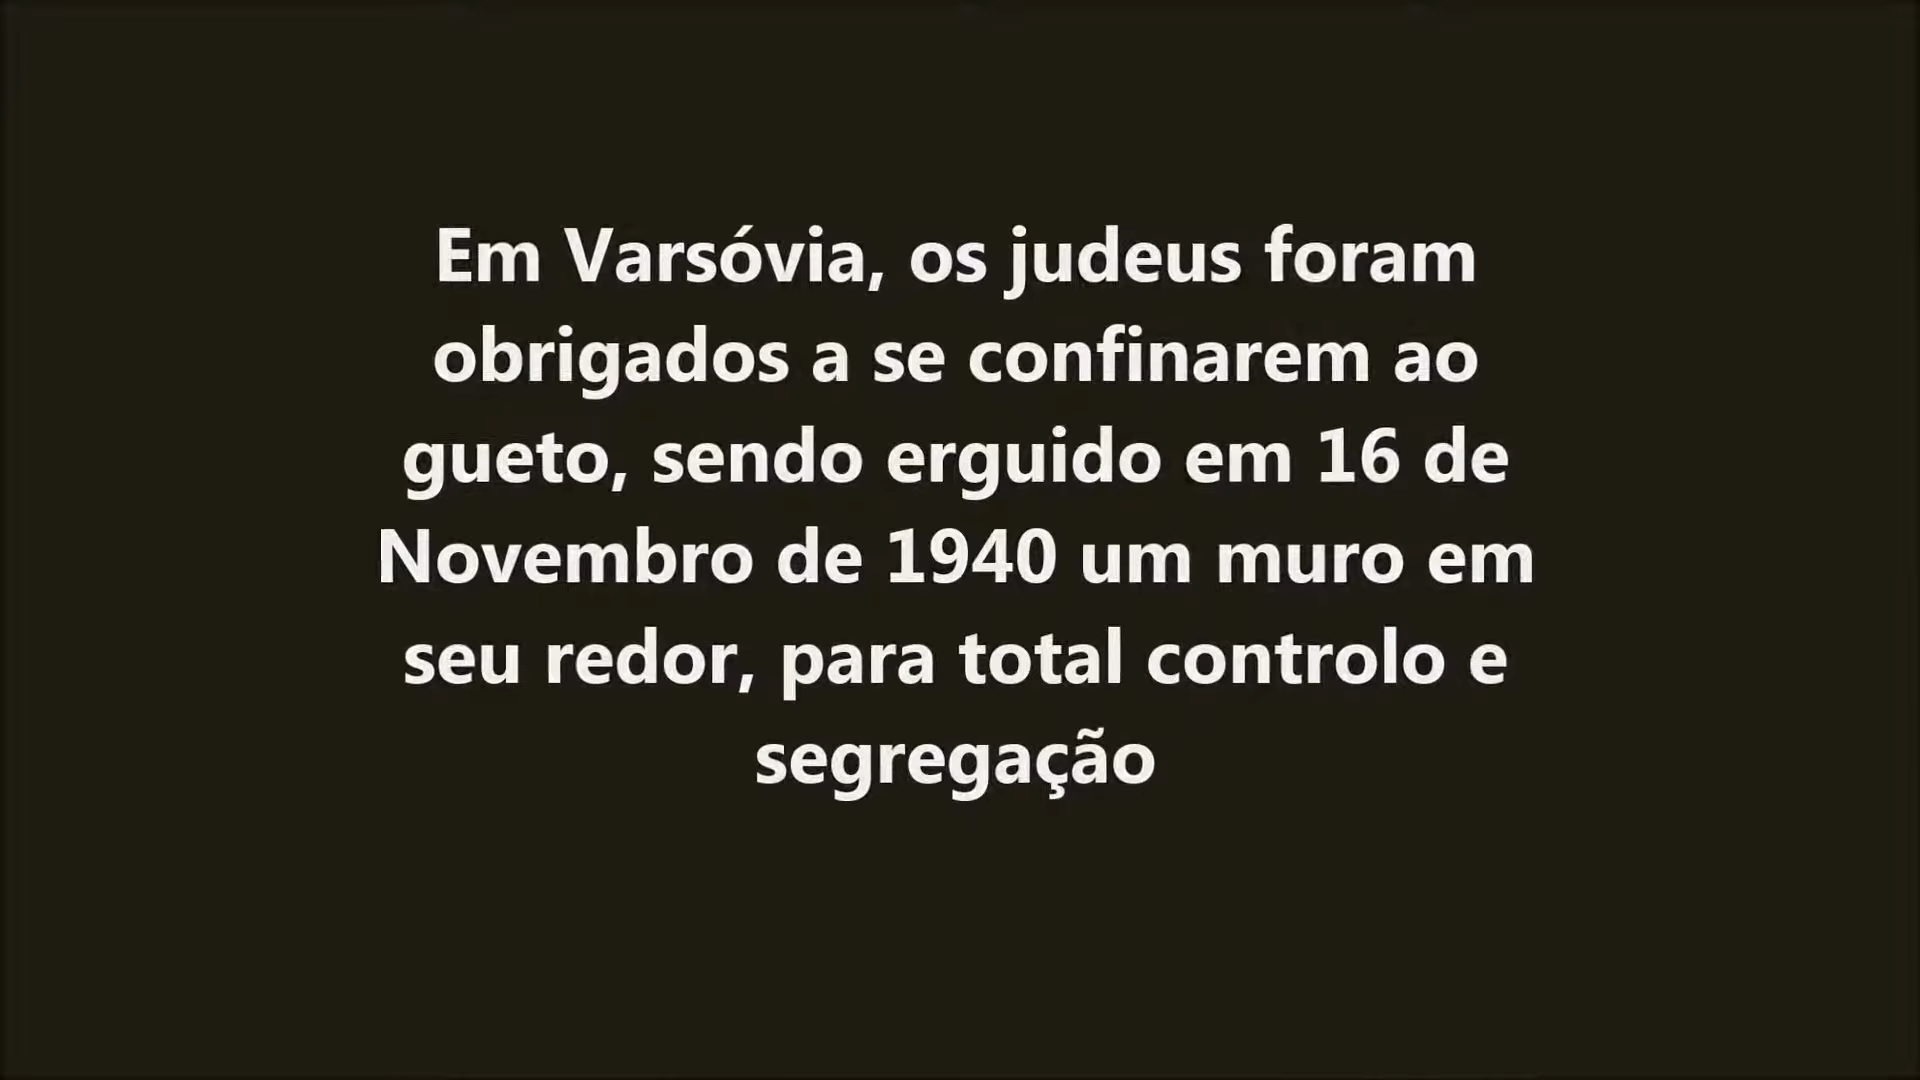 Em Varsóvia, os judeus foram
obrigados a se confinarem ao
gueto, sendo erguido em 16 de
Novembro de 1940 um muro em
seu redor, para total controlo e
segregação